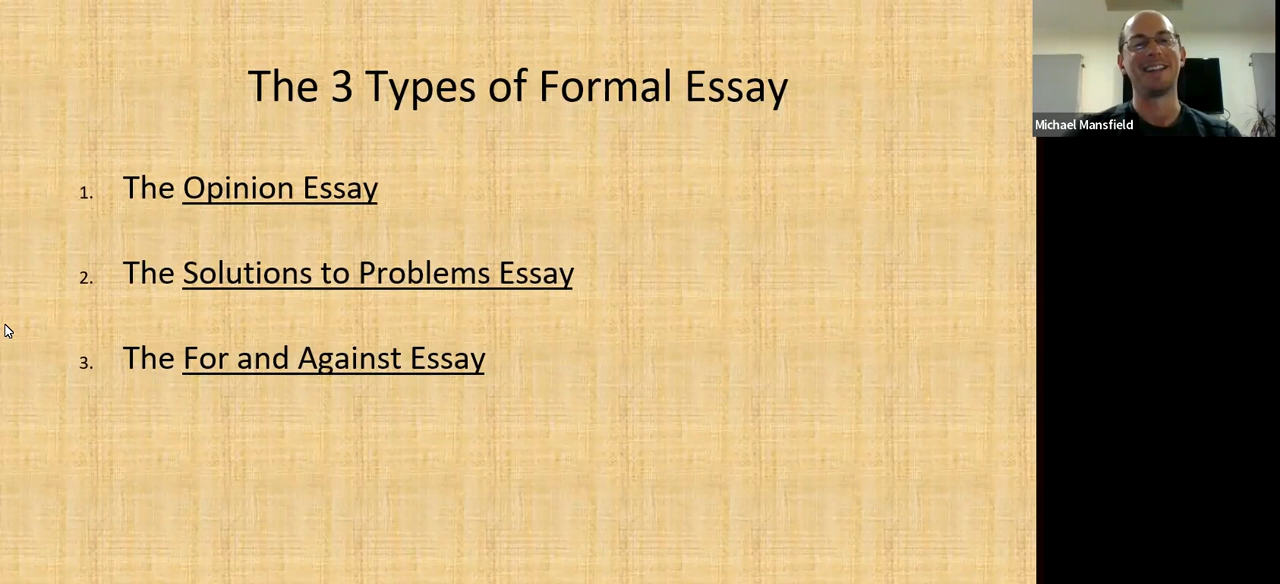 The 3 Types of Formal Essay
Michael Mansfield
1. The Opinion Essay
2. The Solutions to Problems Essay
3. The For and Against Essay